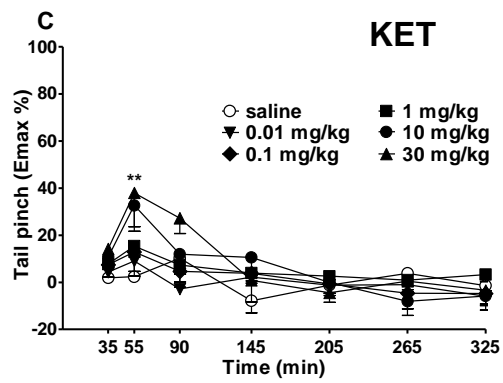 C
KET
100
80
60
40
20
0
-20
Tail pinch (Emax %)
saline
0.01 mg/kg
0.1 mg/kg
1 mg/kg
10 mg/kg
30 mg/kg
**
35 55 90 145 205 265 325
Time (min)